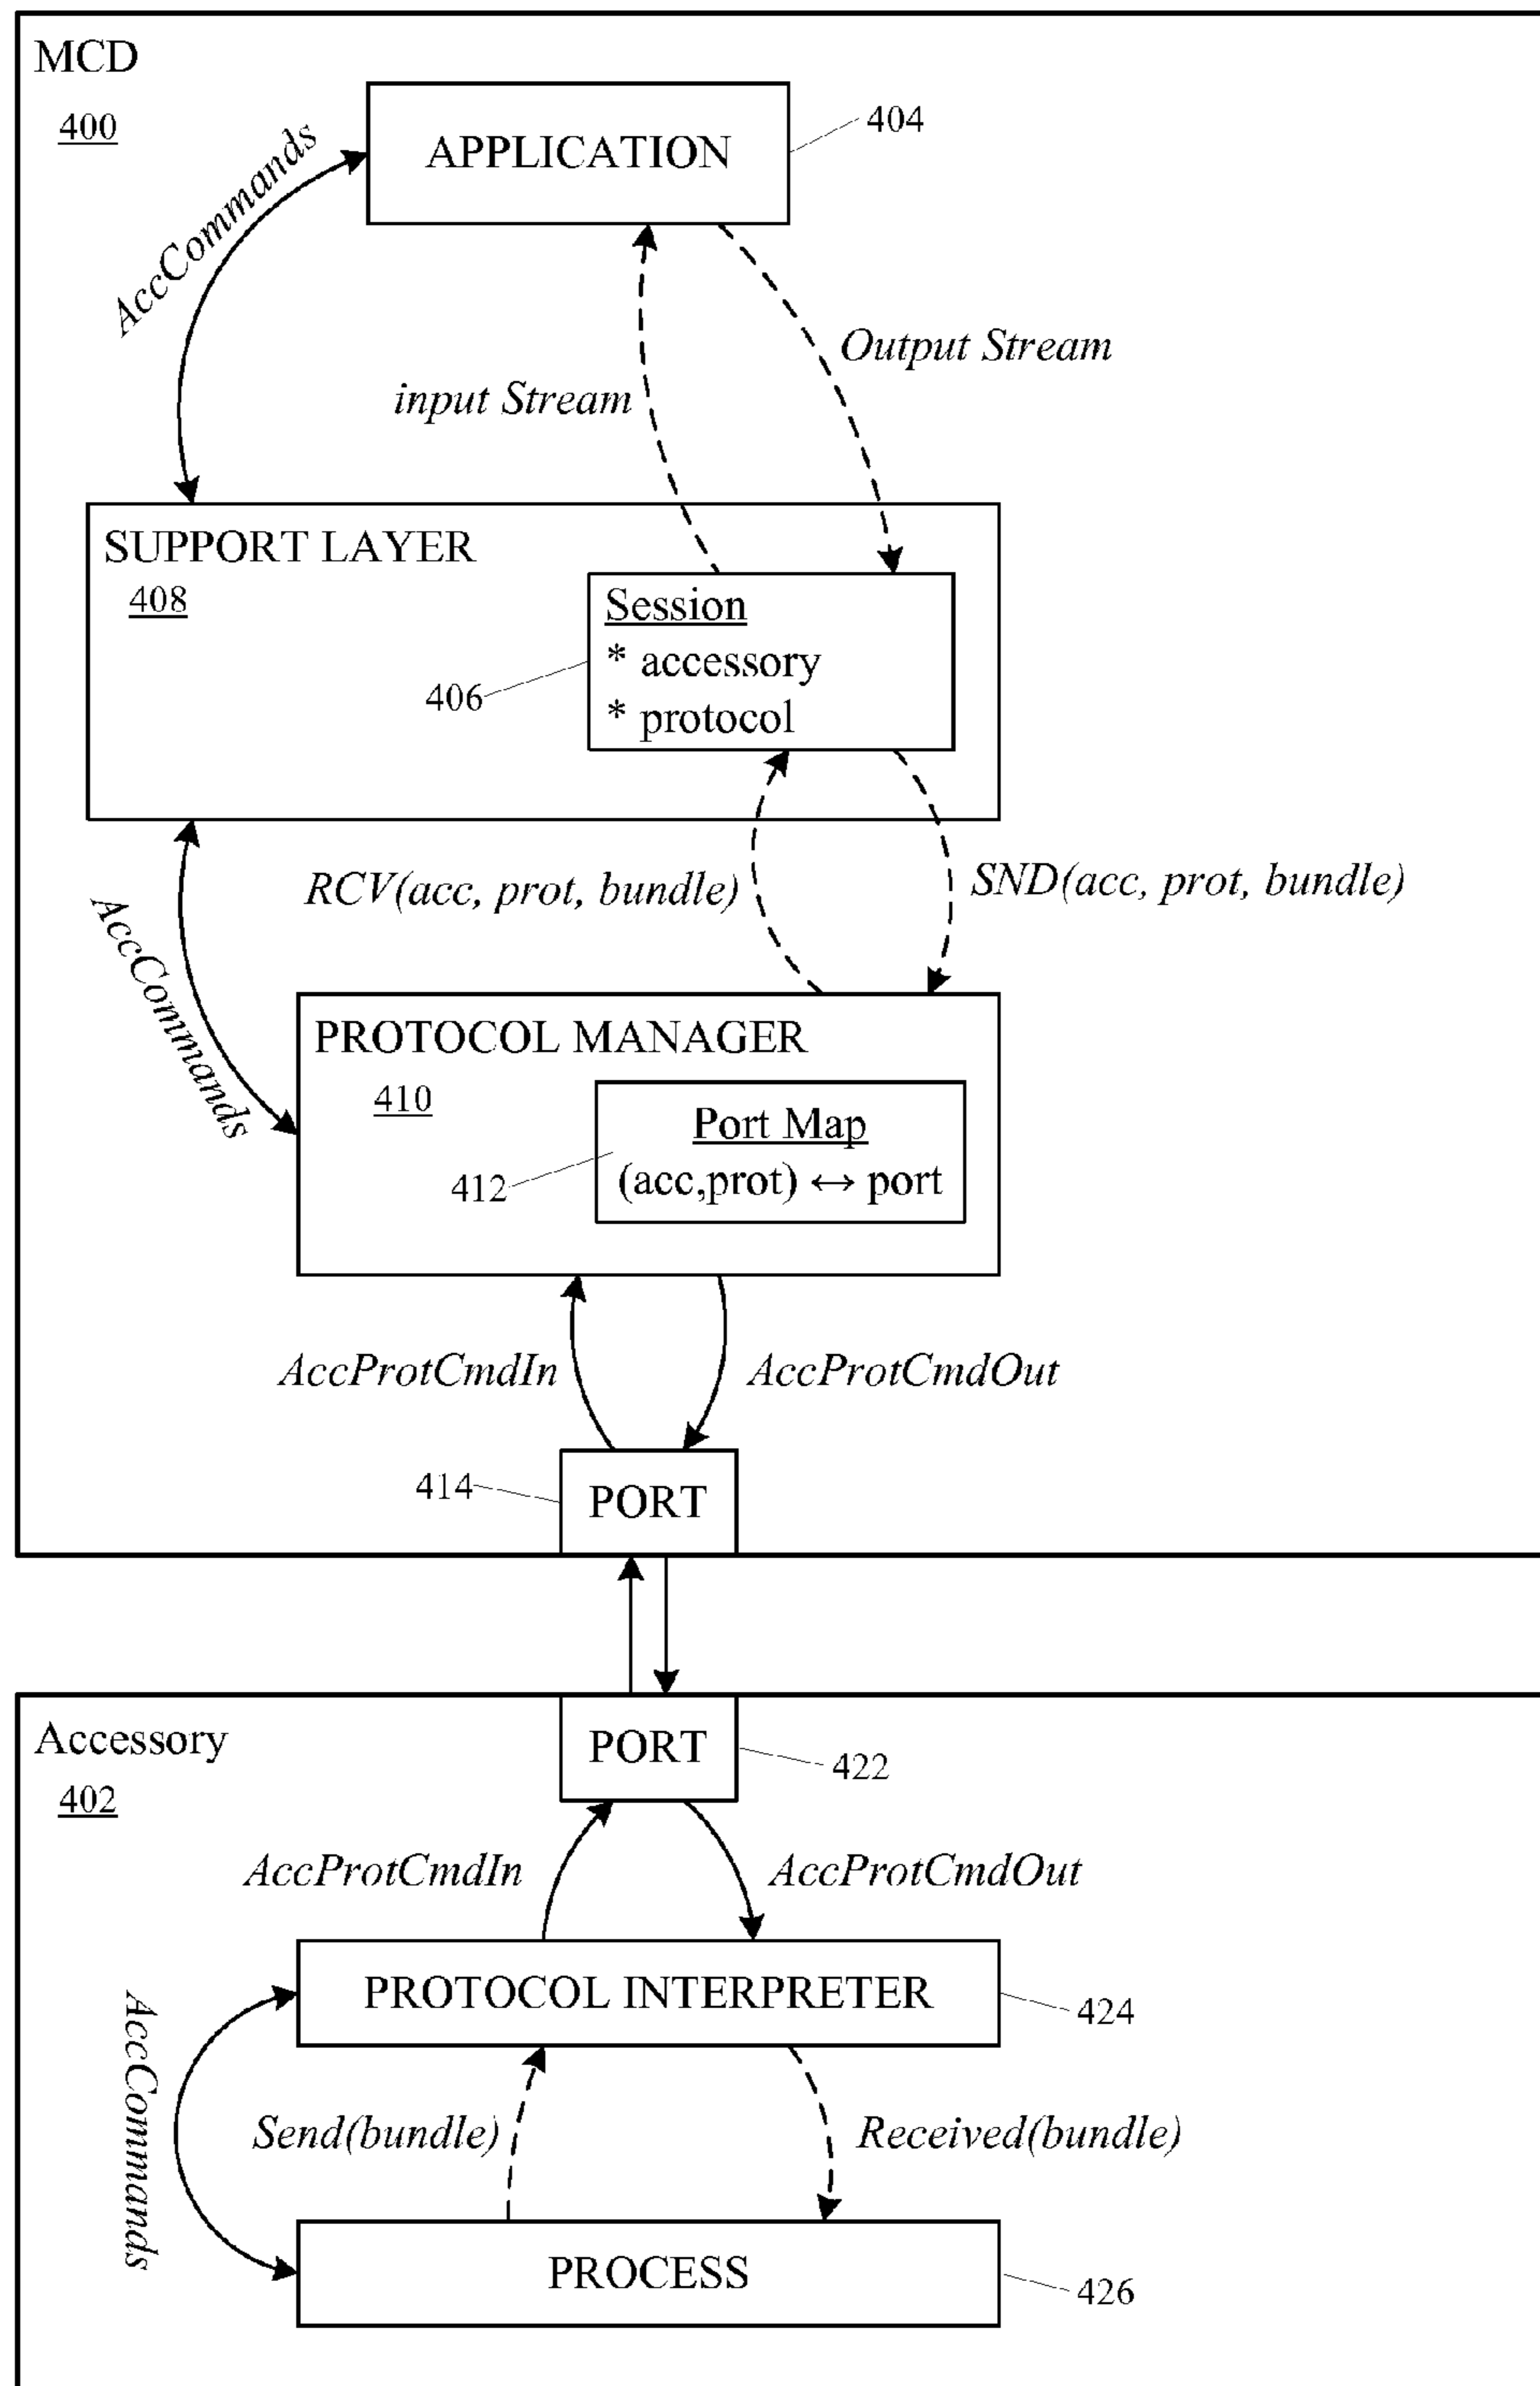 MCD
400
APPLICATION
404
AccCommands
Output Stream
input Stream
SUPPORT LAYER
408
Session
* accessory
* protocol
406
RCV(acc, prot, bundle)
SND(acc, prot, bundle)
AccCommands
PROTOCOL MANAGER
410
Port Map
(acc,prot) ↔ port
412
AccProtCmdIn
AccProtCmdOut
414
PORT
Accessory
402
PORT
422
AccProtCmdIn
AccProtCmdOut
PROTOCOL INTERPRETER
424
AccCommands
Send(bundle)
Received(bundle)
PROCESS
426